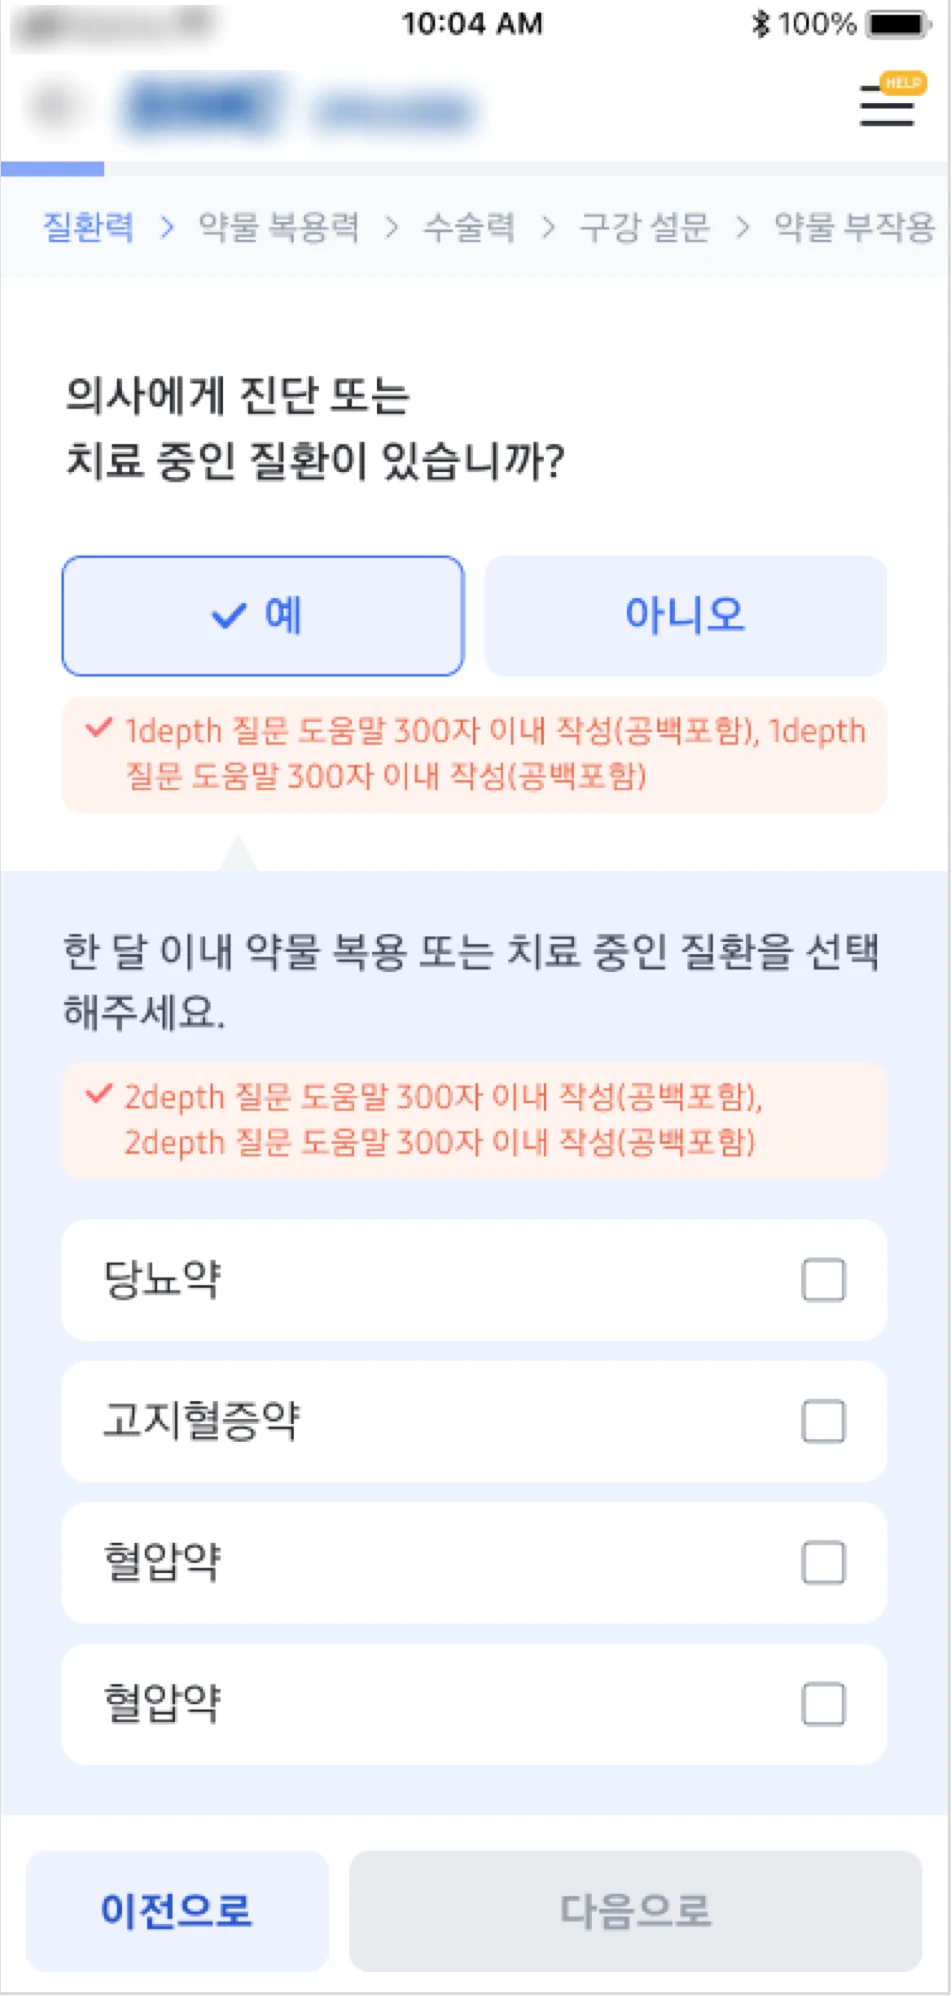 10:04 AM
100%
HELP
질환력 > 약물 복용력 > 수술력 > 구강 설문 > 약물 부작용
의사에게 진단 또는
치료 중인 질환이 있습니까?
예
아니오
1depth 질문 도움말 300자 이내 작성(공백포함), 1depth
질문 도움말 300자 이내 작성(공백포함)
한 달 이내 약물 복용 또는 치료 중인 질환을 선택
해주세요.
2depth 질문 도움말 300자 이내 작성(공백포함),
2depth 질문 도움말 300자 이내 작성(공백포함)
당뇨약
고지혈증약
혈압약
혈압약
이전으로
다음으로